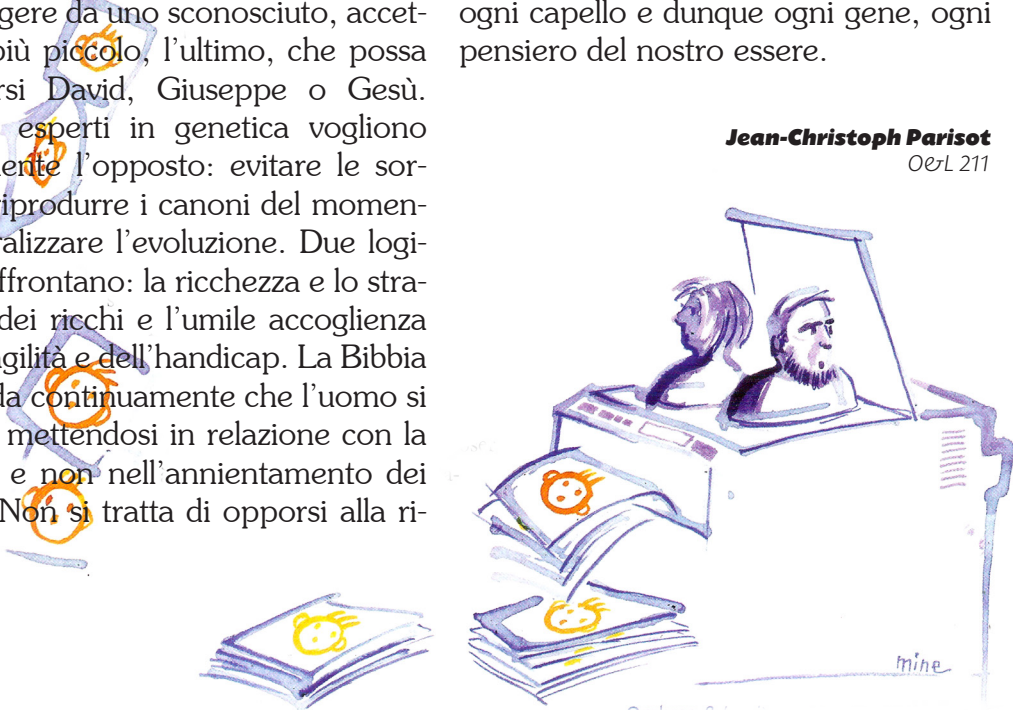 gere da uno sconosciuto, accet-
più piccolo, l'ultimo, che possa
rsi David, Giuseppe o Gesù.
esperti in genetica vogliono
ente l'opposto: evitare le sor-
riprodurre i canoni del momen-
ralizzare l'evoluzione. Due logi-
ffrontano: la ricchezza e lo stra-
dei ricchi e l'umile accoglienza
gilità e dell'handicap. La Bibbia
da continuamente che l'uomo si
mettendosi in relazione con la
e non nell'annientamento dei
Non si tratta di opporsi alla ri-
ogni capello e dunque ogni gene, ogni
pensiero del nostro essere.
Jean-Christoph Parisot
O&L 211
mine